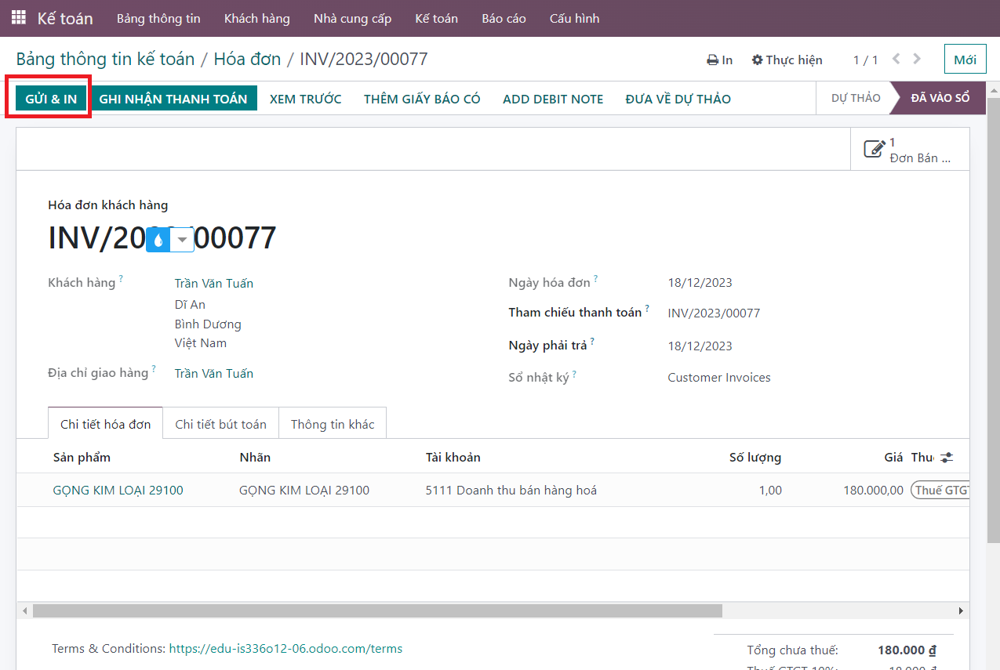 Kế toán Bảng thông tin Khách hàng Nhà cung cấp Kế toán Báo cáo Cấu hình
Bảng thông tin kế toán / Hóa đơn / INV/2023/00077 In Thực hiện 1 / 1 Mới
GỬI & IN GHI NHẬN THANH TOÁN XEM TRƯỚC THÊM GIẤY BÁO CÓ ADD DEBIT NOTE ĐƯA VỀ DỰ THẢO DỰ THẢO ĐÃ VÀO SỔ
1
Đơn Bán ...
Hóa đơn khách hàng
INV/20 00077
Khách hàng ? Trần Văn Tuấn Ngày hóa đơn ? 18/12/2023
Dĩ An
Bình Dương
Việt Nam
Tham chiếu thanh toán ? INV/2023/00077
Ngày phải trả ? 18/12/2023
Địa chỉ giao hàng ? Trần Văn Tuấn Sổ nhật ký ? Customer Invoices
Chi tiết hóa đơn Chi tiết bút toán Thông tin khác
Sản phẩm Nhãn Tài khoản Số lượng Giá Thu
GỌNG KIM LOẠI 29100 GỌNG KIM LOẠI 29100 5111 Doanh thu bán hàng hoá 1,00 180.000,00 Thuế GTGT
Terms & Conditions: https://edu-is336o12-06.odoo.com/terms
Tổng chưa thuế: 180.000 ₫